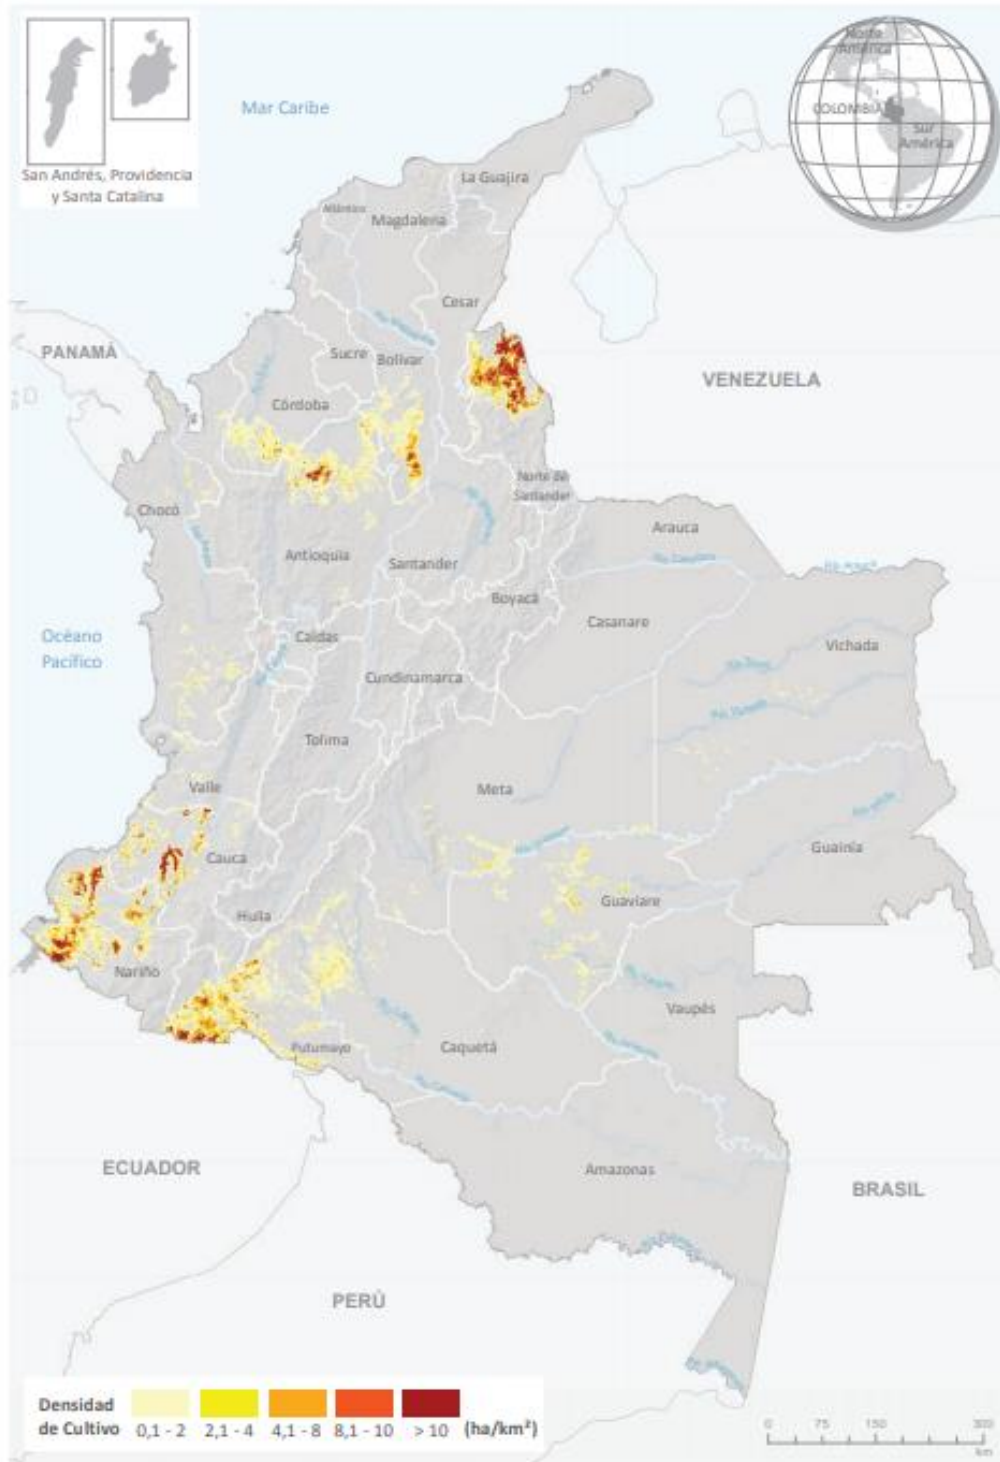 Norte
América
COLOMBIA
Sur
América
Mar Caribe
San Andrés, Providencia
y Santa Catalina
La Guajira
Atlántico
Magdalena
Cesar
PANAMÁ
Sucre
Bolívar
VENEZUELA
Córdoba
Norte de
Santander
Chocó
Arauca
Antioquia
Santander
Boyacá
Casanare
Océano
Pacífico
Caldas
Vichada
Cundinamarca
Tolima
Valle
Meta
Cauca
Guainía
Huila
Guaviare
Nariño
Vaupés
Putumayo
Caquetá
ECUADOR
Amazonas
BRASIL
PERÚ
Densidad
de Cultivo
0,1 - 2
2,1 - 4
4,1 - 8
8,1 - 10
> 10
(ha/km²)
0
75
150
300
km